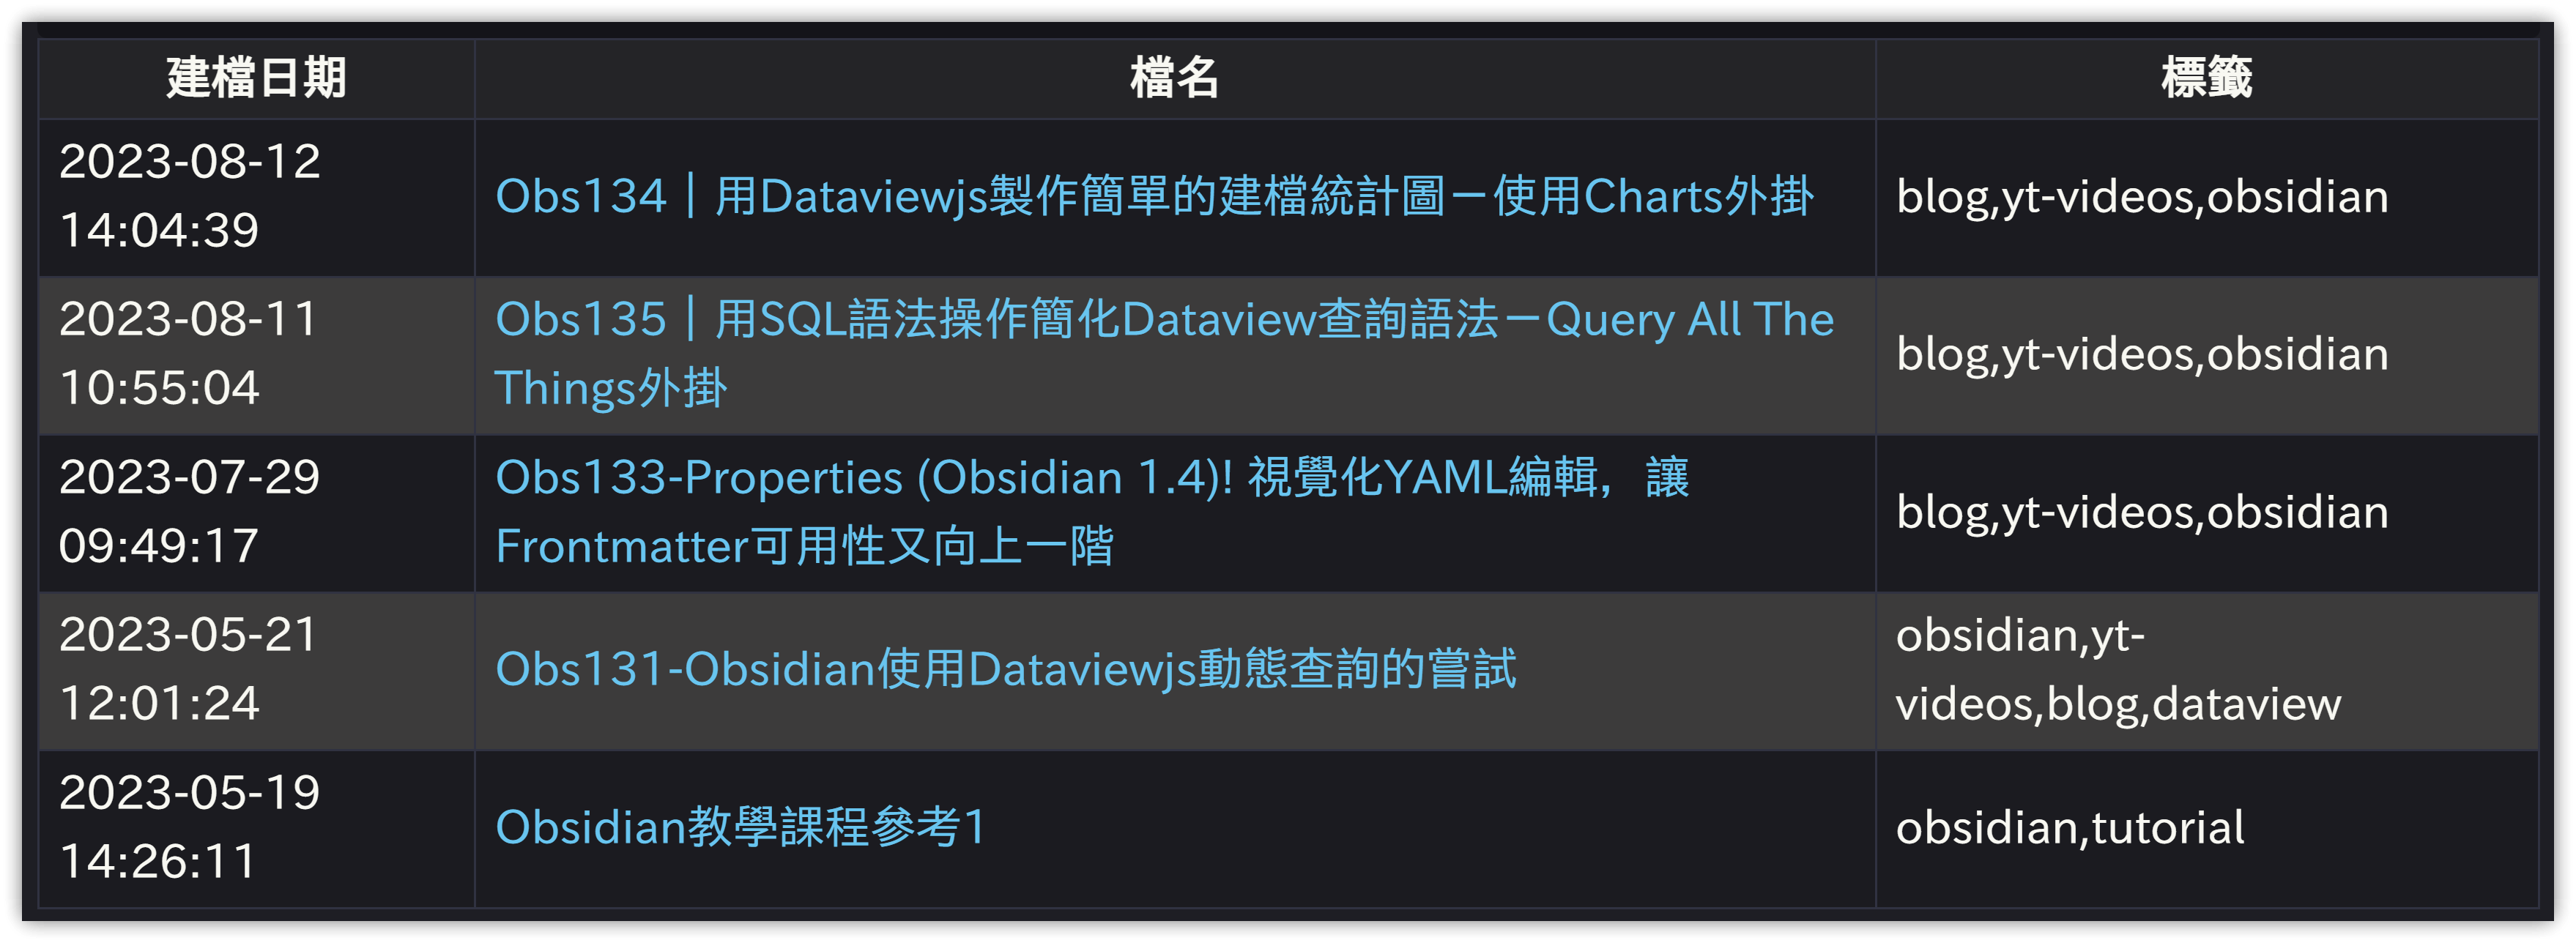 建檔日期
檔名
標籤
2023-08-12
14:04:39
Obs134｜用Dataviewjs製作簡單的建檔統計圖－使用Charts外掛
blog,yt-videos,obsidian
2023-08-11
10:55:04
Obs135｜用SQL語法操作簡化Dataview查詢語法－Query All The
Things外掛
blog,yt-videos,obsidian
2023-07-29
09:49:17
Obs133-Properties (Obsidian 1.4)! 視覺化YAML編輯，讓
Frontmatter可用性又向上一階
blog,yt-videos,obsidian
2023-05-21
12:01:24
Obs131-Obsidian使用Dataviewjs動態查詢的嘗試
obsidian,yt-
videos,blog,dataview
2023-05-19
14:26:11
Obsidian教學課程參考1
obsidian,tutorial